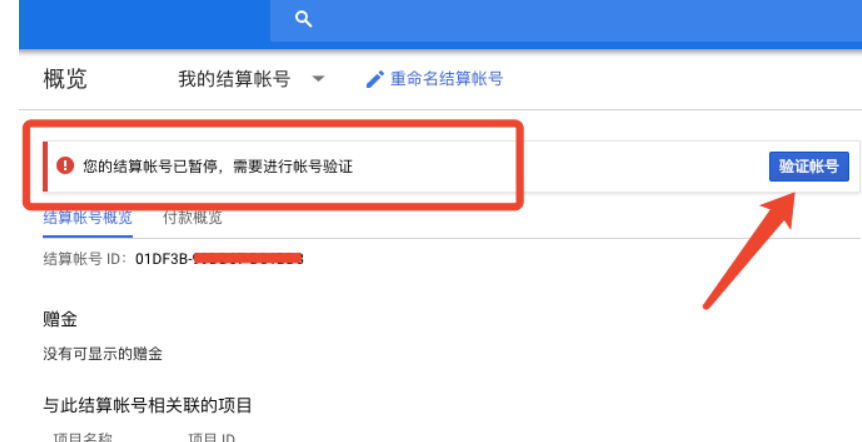 概览 我的结算帐号 重命名结算帐号
您的结算帐号已暂停，需要进行帐号验证 验证帐号
结算帐号概览 付款概览
结算帐号 ID： 01DF3B-
赠金
没有可显示的赠金
与此结算帐号相关联的项目
项目名称 项目 ID